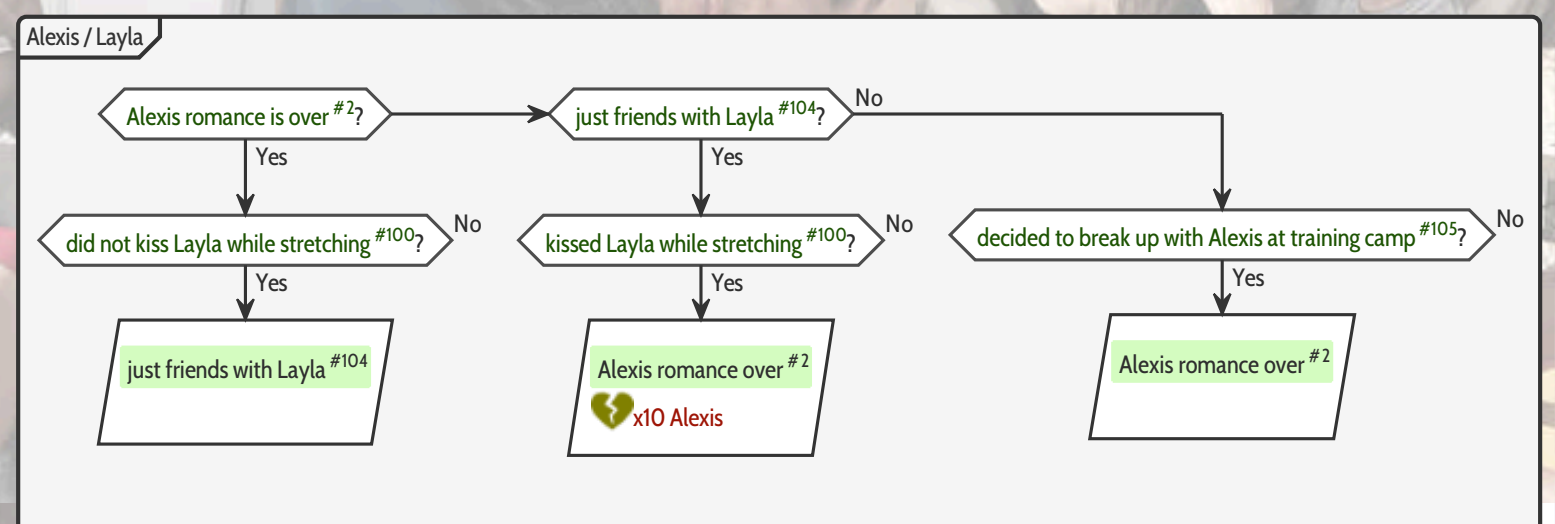 Alexis / Layla
Alexis romance is over #2?
just friends with Layla #104?
No
Yes
Yes
did not kiss Layla while stretching #100?
No
kissed Layla while stretching #100?
No
decided to break up with Alexis at training camp #105?
No
Yes
Yes
Yes
just friends with Layla #104
Alexis romance over #2
x10 Alexis
Alexis romance over #2